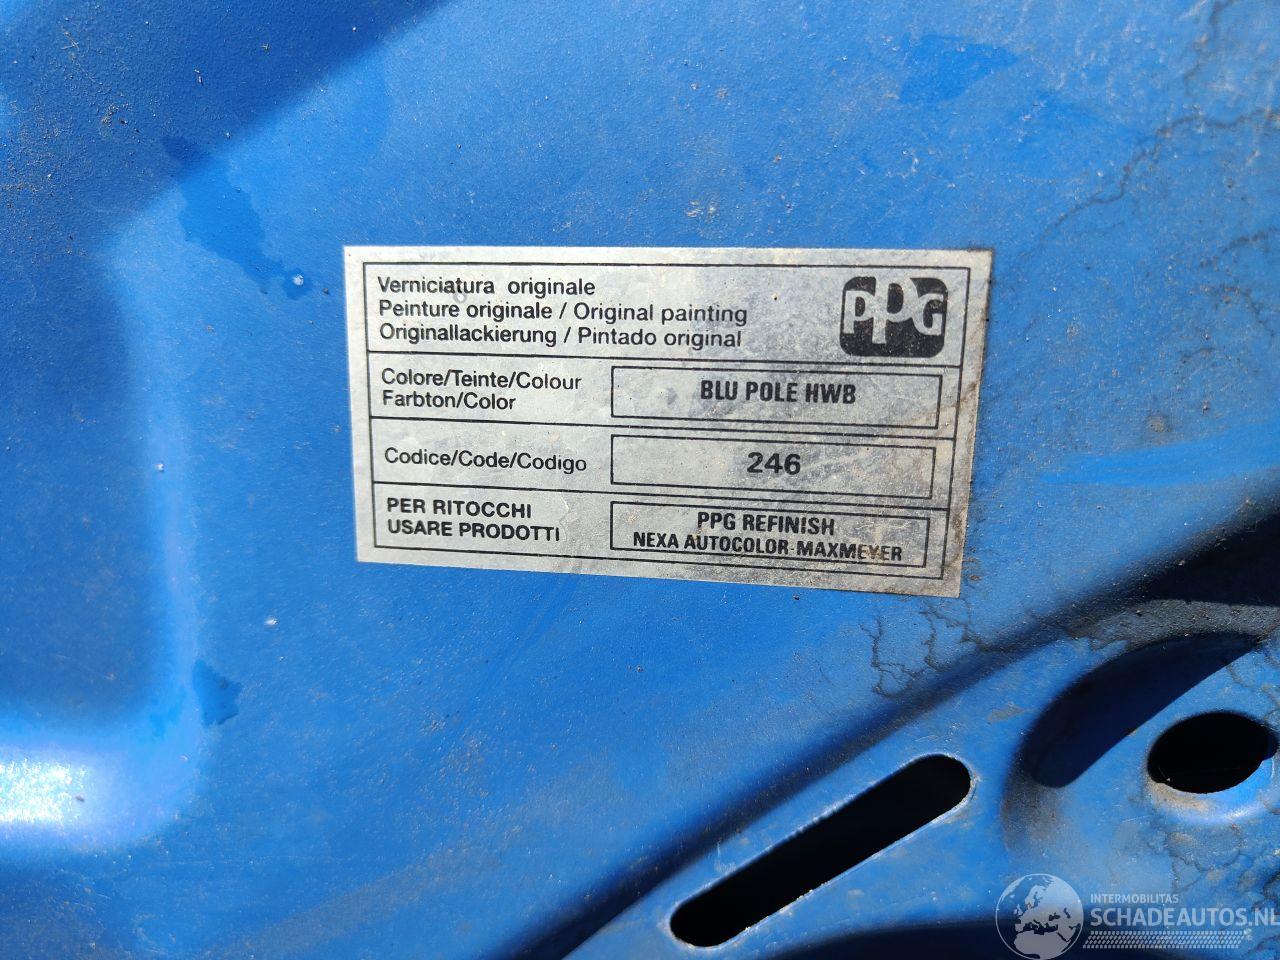 Verniciatura originale
Peinture originale / Original painting
Originallackierung / Pintado original
PPG
Colore/Teinte/Colour
Farbton/Color
BLU POLE HWB
Codice/Code/Codigo
246
PER RITOCCHI
USARE PRODOTTI
PPG REFINISH
NEXA AUTOCOLOR-MAXMEYER
INTERMOBILITAS
SCHADEAUTOS.NL